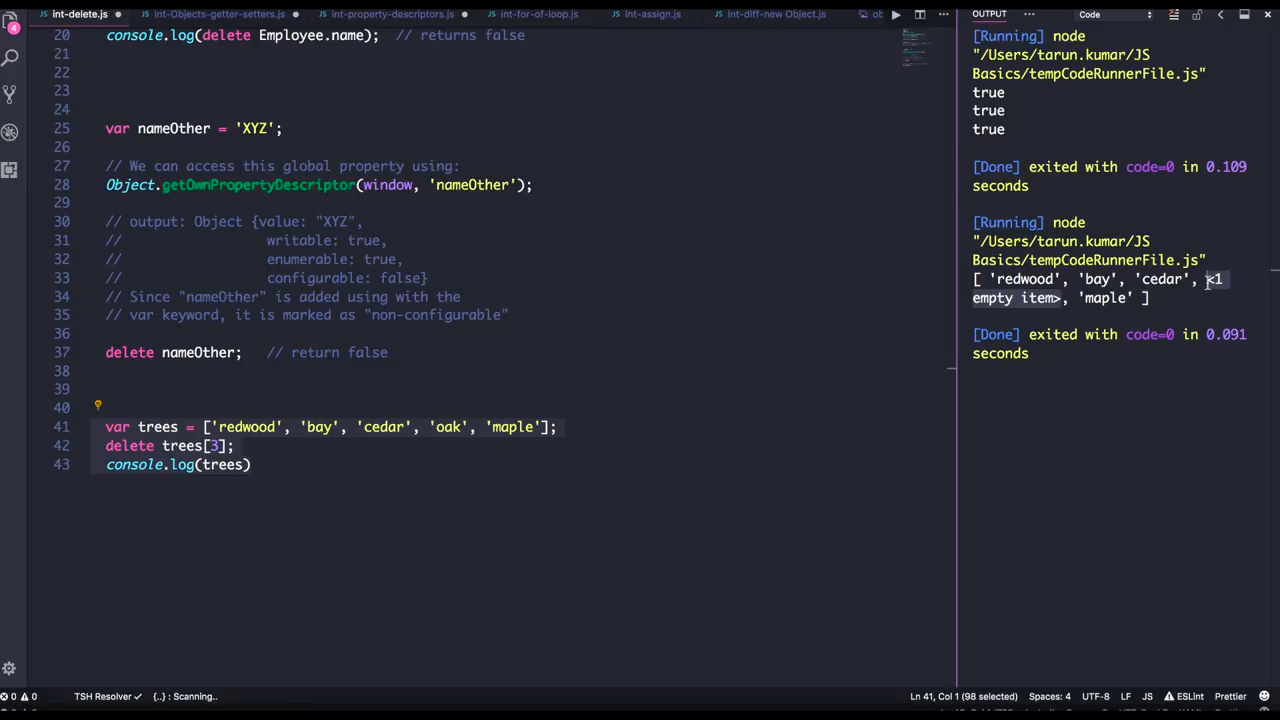 int-delete.js
int-Objects-getter-setters.js
int-property-descriptors.js
int-for-of-loop.js
int-assign.js
int-diff-new Object.js
ob
20 console.log(delete Employee.name);  // returns false
21
22
23
24
25 var nameOther = 'XYZ';
26
27 // We can access this global property using:
28 Object.getOwnPropertyDescriptor(window, 'nameOther');
29
30 // output: Object {value: "XYZ",
31 //                  writable: true,
32 //                  enumerable: true,
33 //                  configurable: false}
34 // Since "nameOther" is added using with the
35 // var keyword, it is marked as "non-configurable"
36
37 delete nameOther;   // return false
38
39
40
41 var trees = ['redwood', 'bay', 'cedar', 'oak', 'maple'];
42 delete trees[3];
43 console.log(trees)
OUTPUT
Code
[Running] node
"/Users/tarun.kumar/JS
Basics/tempCodeRunnerFile.js"
true
true
true
[Done] exited with code=0 in 0.109
seconds
[Running] node
"/Users/tarun.kumar/JS
Basics/tempCodeRunnerFile.js"
[ 'redwood', 'bay', 'cedar', <1
empty item>, 'maple' ]
[Done] exited with code=0 in 0.091
seconds
0 0 TSH Resolver {..} : Scanning.. Ln 41, Col 1 (98 selected) Spaces: 4 UTF-8 LF JS ESLint Prettier